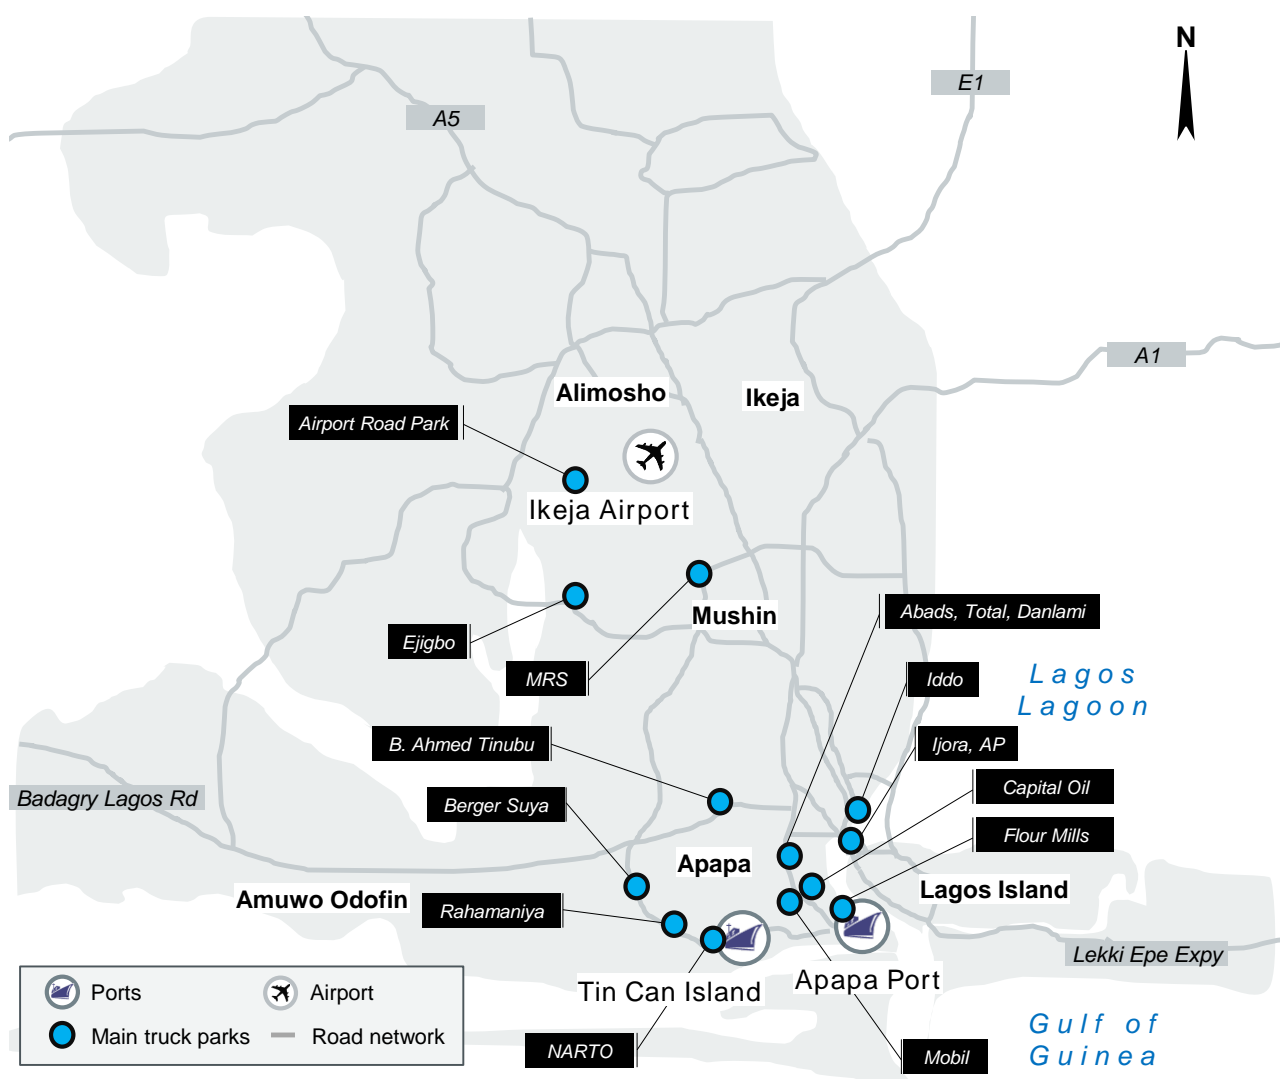 N
E1
A5
A1
Alimosho
Ikeja
Airport Road Park
Ikeja Airport
Mushin
Abads, Total, Danlami
Ejigbo
MRS
Iddo
Lagos
Lagoon
B. Ahmed Tinubu
Ijora, AP
Badagry Lagos Rd
Berger Suya
Capital Oil
Flour Mills
Apapa
Lagos Island
Amuwo Odofin
Rahamaniya
Lekki Epe Expy
Tin Can Island
Apapa Port
Ports
Airport
Main truck parks
Road network
NARTO
Mobil
Gulf of
Guinea